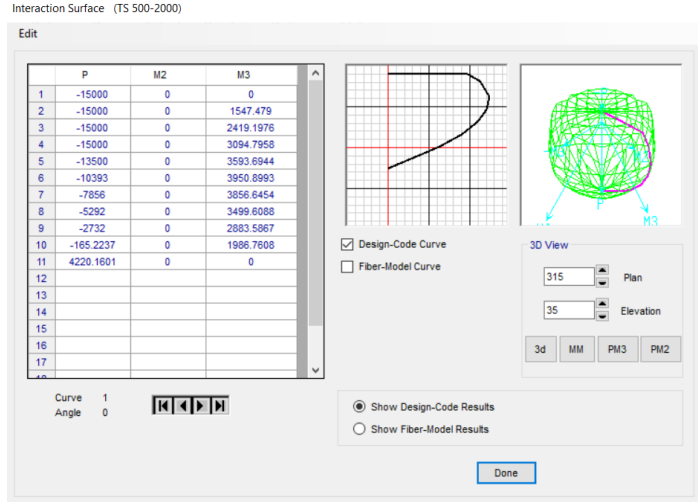 Interaction Surface (TS 500-2000)
Edit
P M2 M3
1 -15000 0 0
2 -15000 0 1547.479
3 -15000 0 2419.1976
4 -15000 0 3094.7958
5 -13500 0 3593.6944
6 -10393 0 3950.8993
7 -7856 0 3856.6454
8 -5292 0 3499.6088
9 -2732 0 2883.5867
10 -165.2237 0 1986.7608
11 4220.1601 0 0
12
13
14
15
16
17
Curve 1
Angle 0
P
M3
Design-Code Curve
Fiber-Model Curve
3D View
315 Plan
35 Elevation
3d MM PM3 PM2
Show Design-Code Results
Show Fiber-Model Results
Done